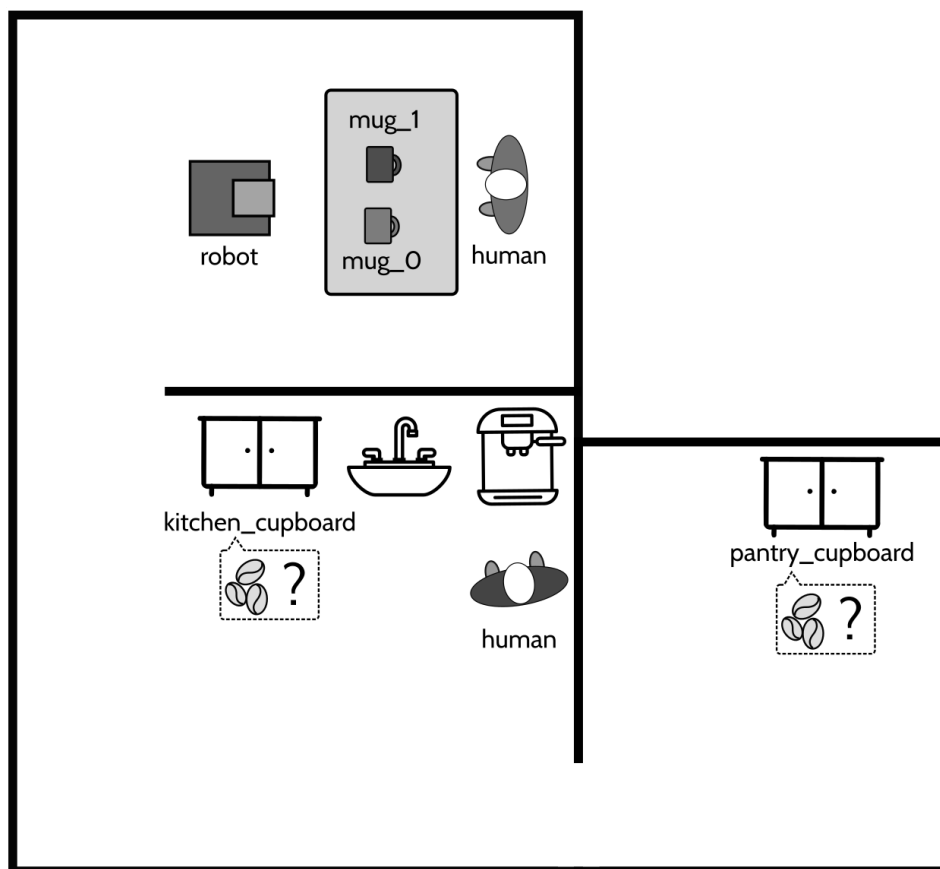 mug_1
mug_0
robot
human
kitchen_cupboard
?
human
pantry_cupboard
?